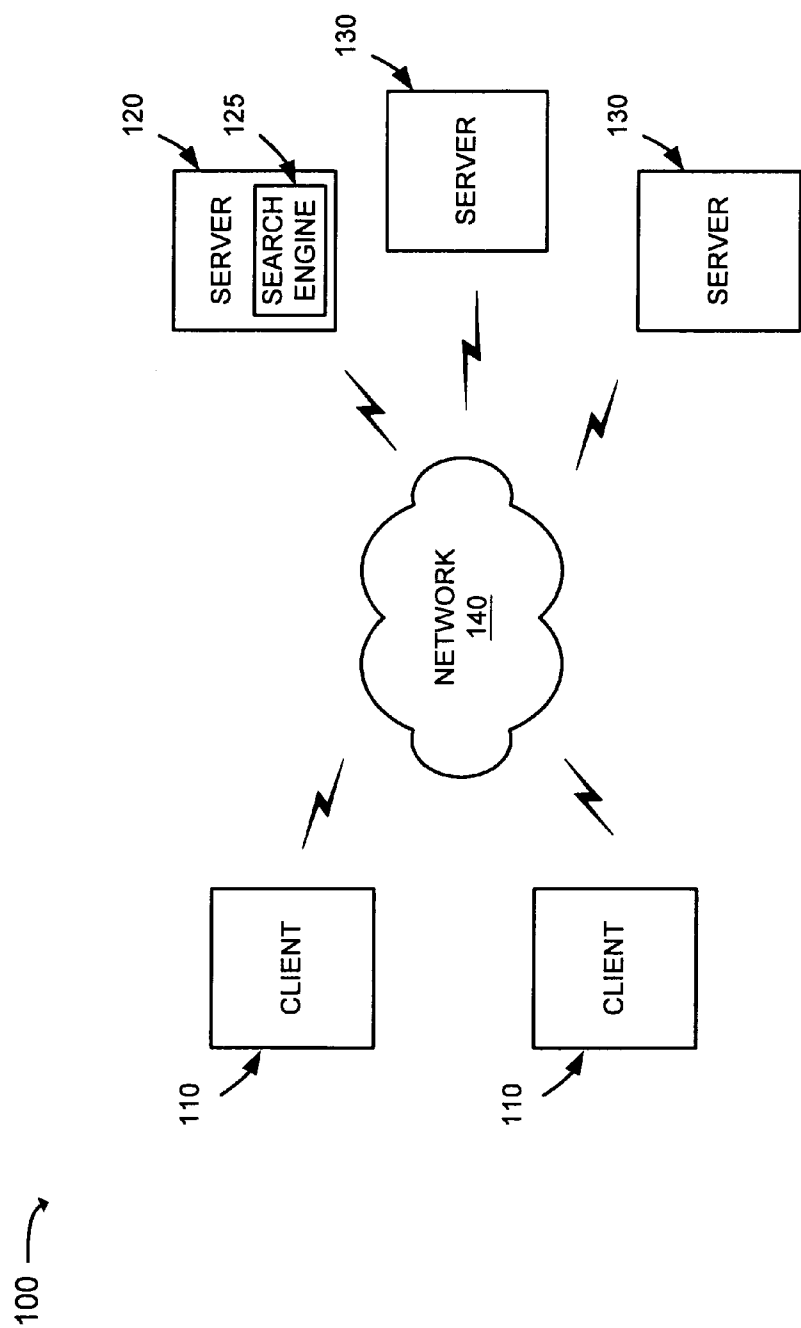 100
110
CLIENT
110
CLIENT
NETWORK
140
120
SERVER
125
SEARCH
ENGINE
130
SERVER
130
SERVER